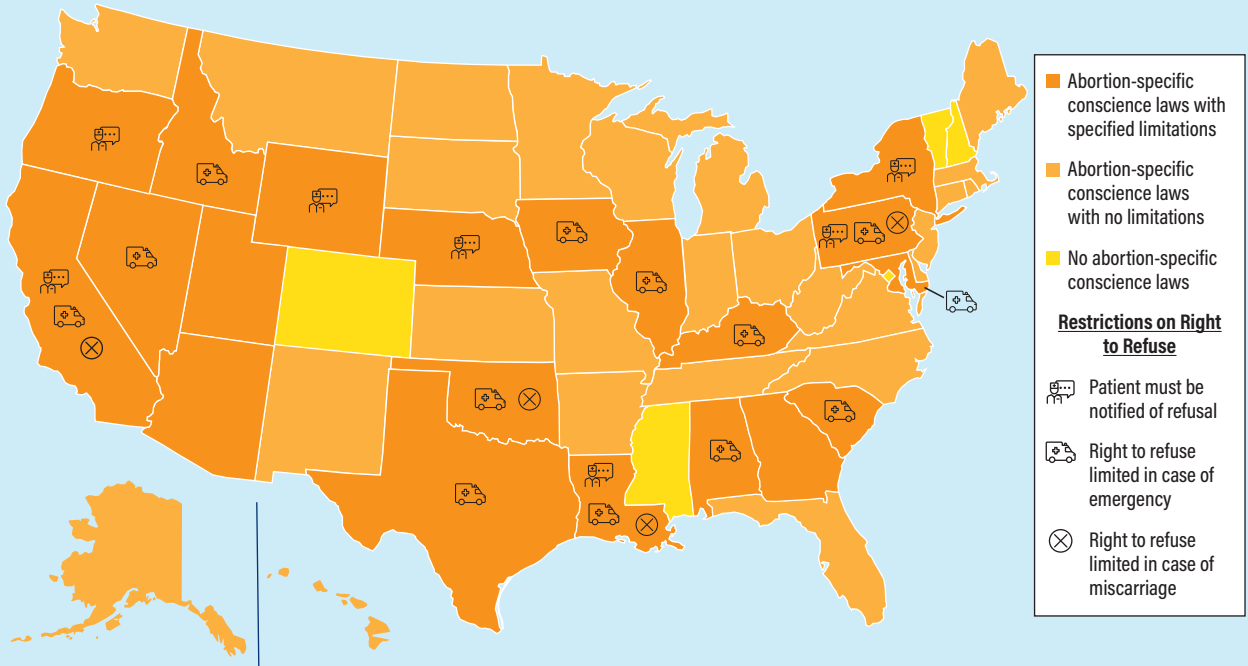 Abortion-specific
conscience laws with
specified limitations
Abortion-specific
conscience laws
with no limitations
No abortion-specific
conscience laws
Restrictions on Right
to Refuse
Patient must be
notified of refusal
Right to refuse
limited in case of
emergency
Right to refuse
limited in case of
miscarriage